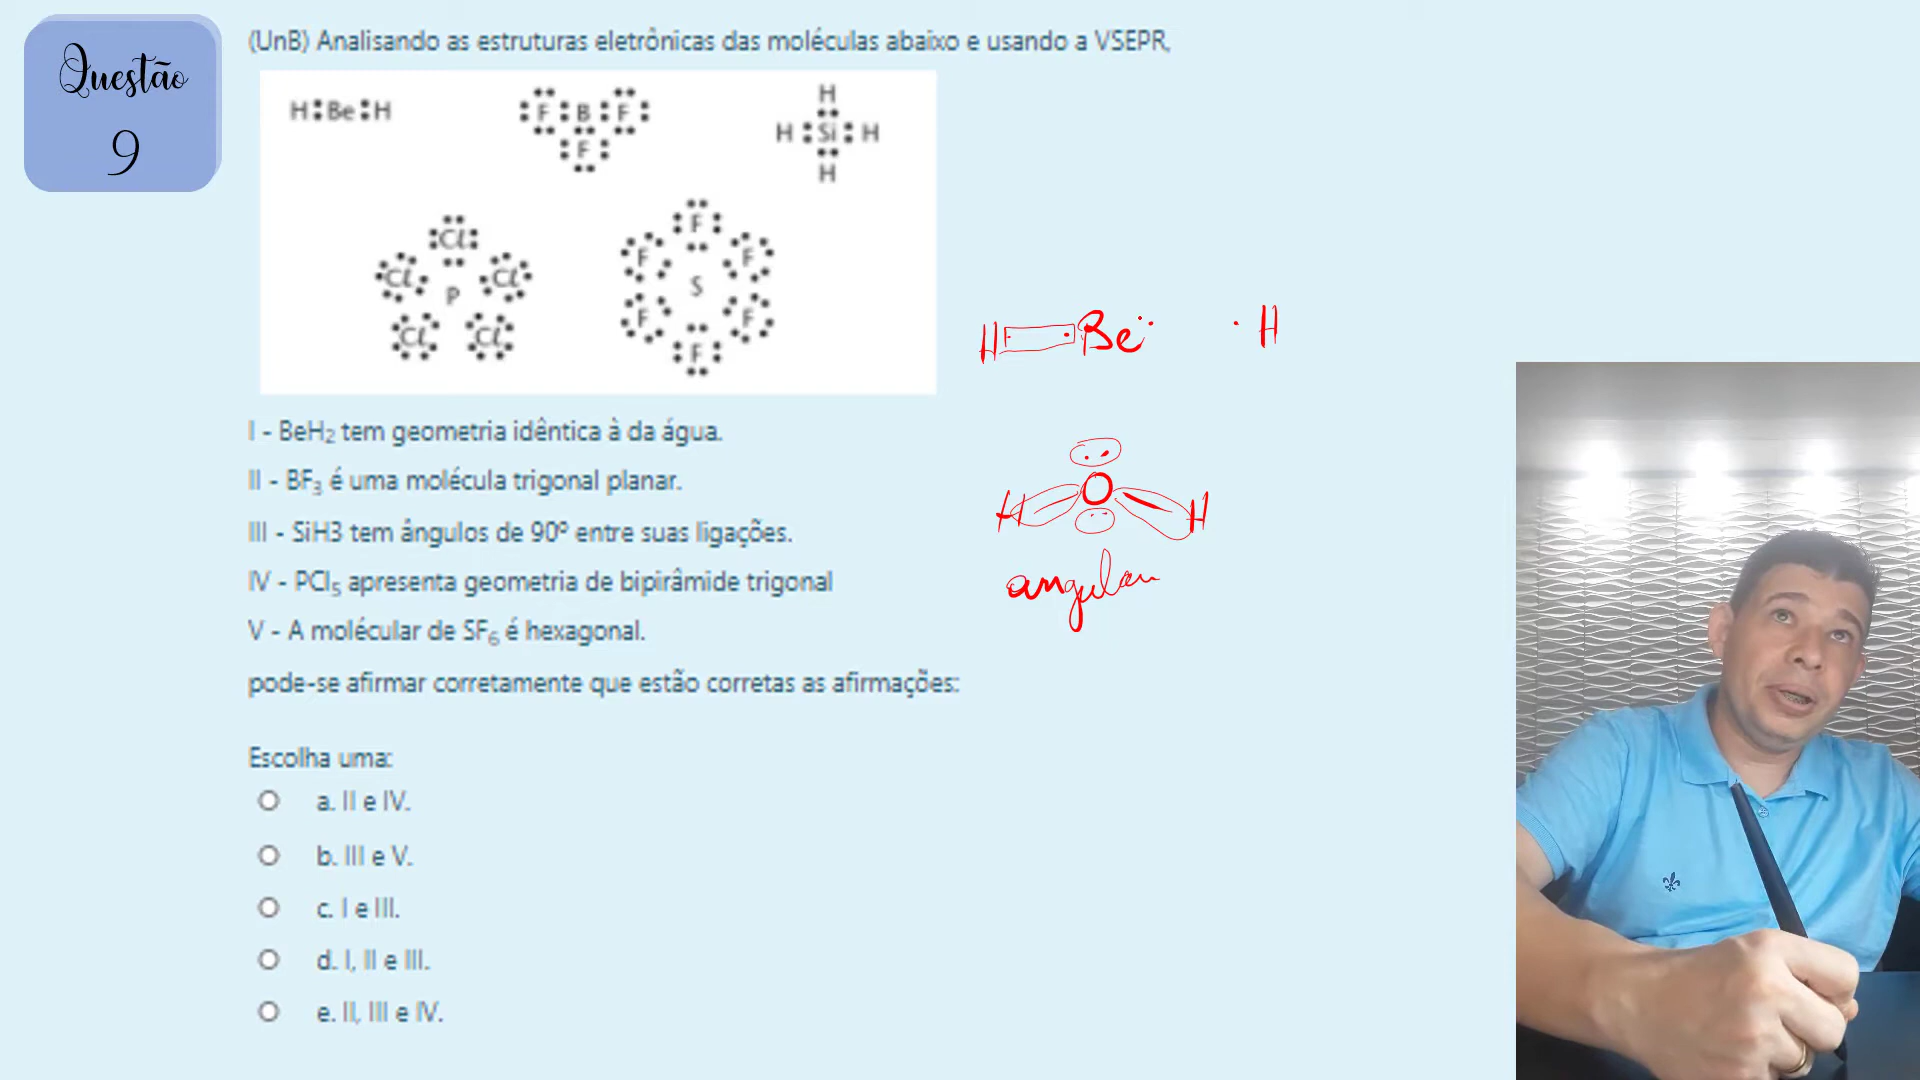 Questão
9
(UnB) Analisando as estruturas eletrônicas das moléculas abaixo e usando a VSEPR,
H:Be:H
F B F
F
H
H Si H
H
Cl
Cl Cl
P
Cl Cl
F
F F
S
F F
F
H Be H
O
H H
angular
I - BeH₂ tem geometria idêntica à da água.
II - BF₃ é uma molécula trigonal planar.
III - SiH3 tem ângulos de 90º entre suas ligações.
IV - PCl₅ apresenta geometria de bipirâmide trigonal
V - A molécular de SF₆ é hexagonal.
pode-se afirmar corretamente que estão corretas as afirmações:
Escolha uma:
a. II e IV.
b. III e V.
c. I e III.
d. I, II e III.
e. II, III e IV.